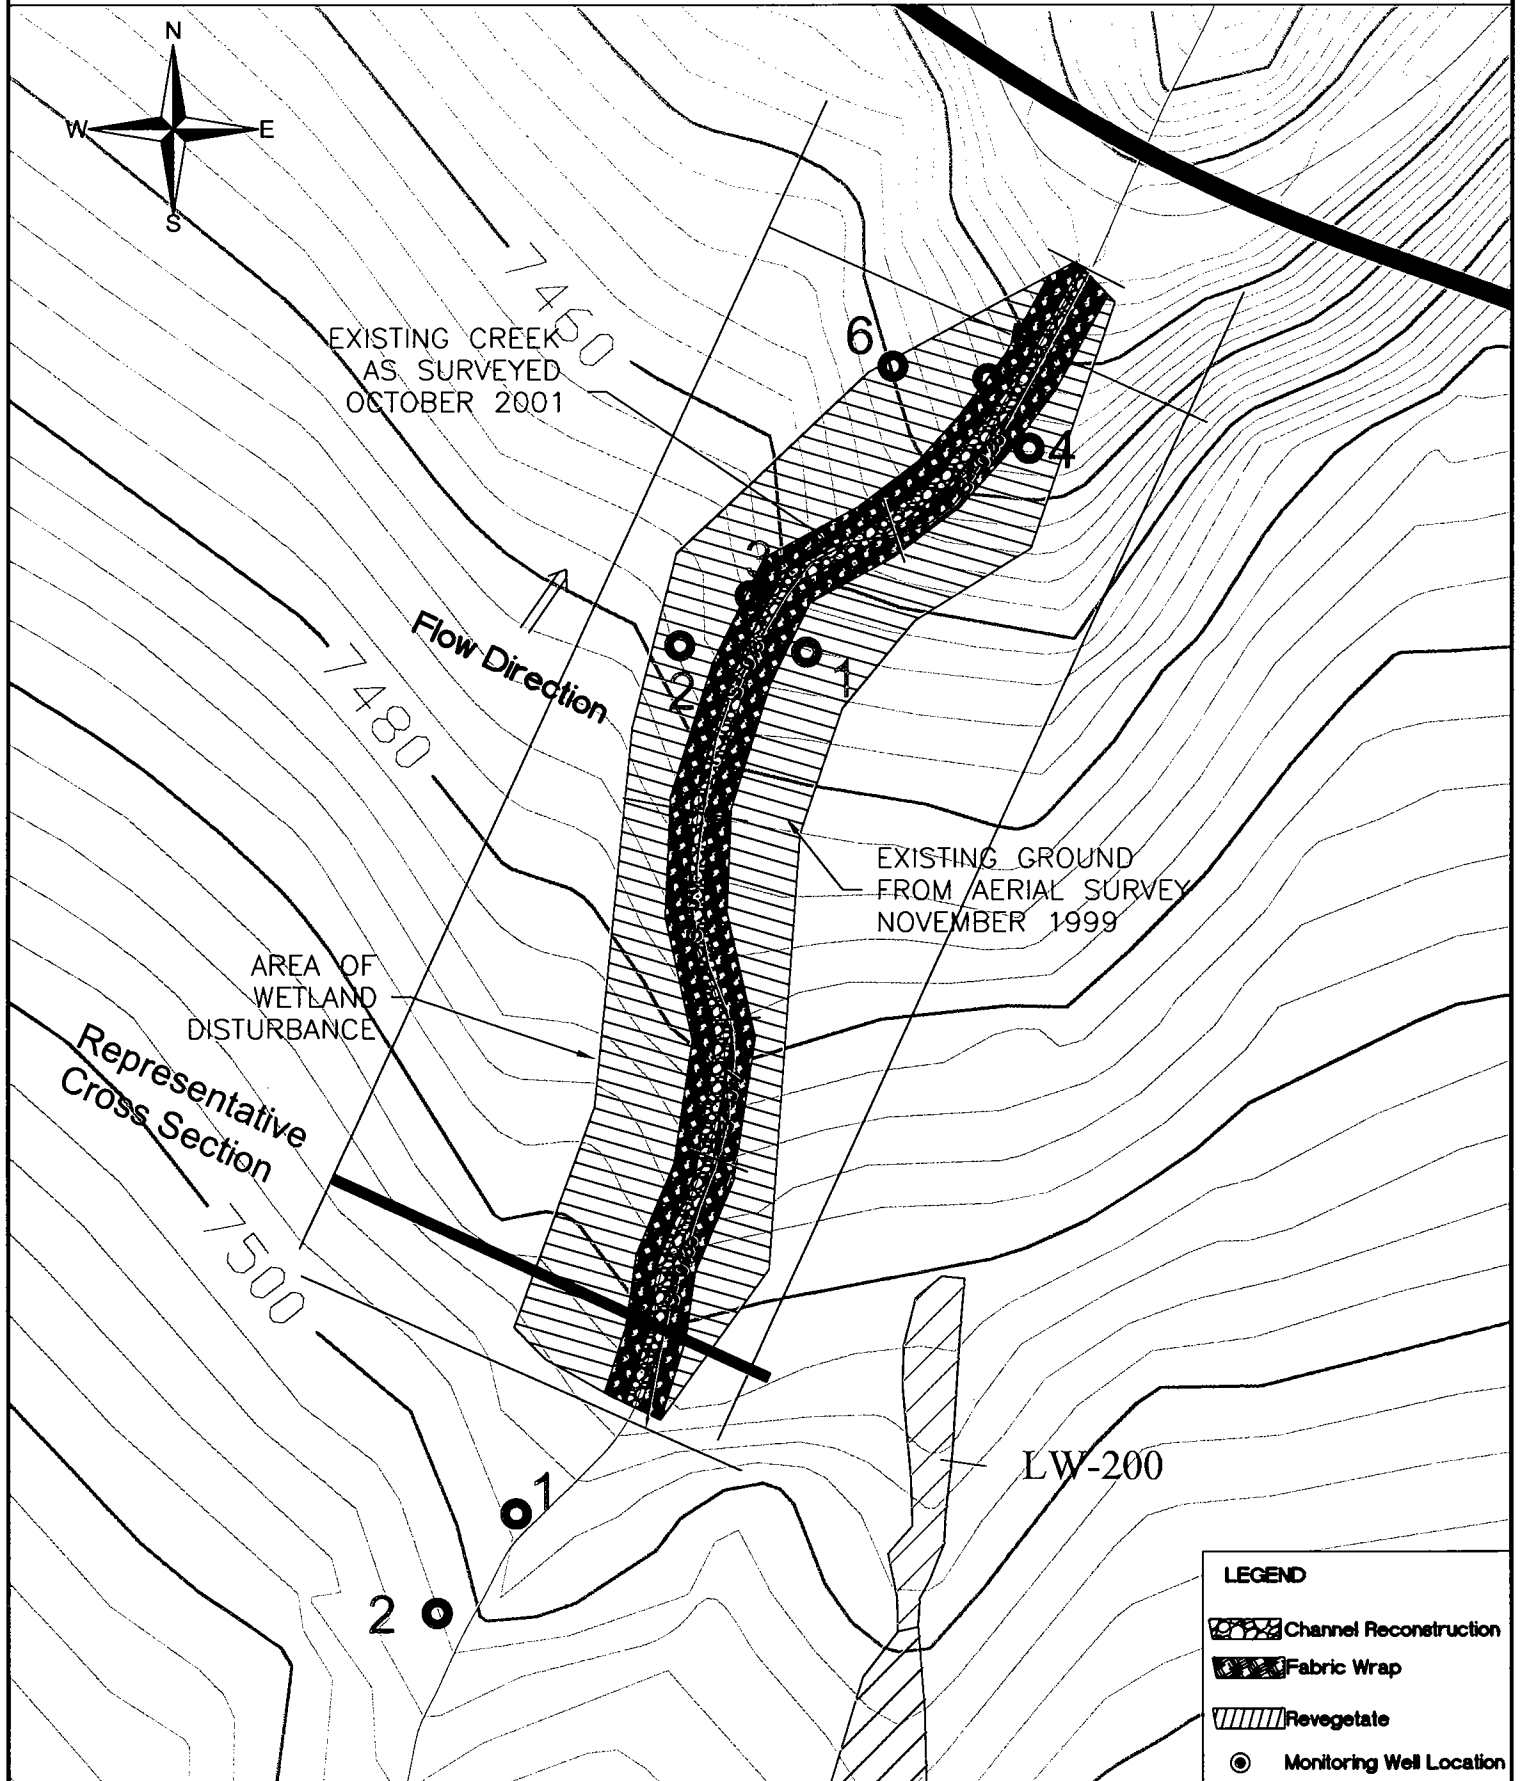 N
W
E
S
7460
EXISTING CREEK
AS SURVEYED
OCTOBER 2001
6
4
3
Flow Direction
2
1
7480
EXISTING GROUND
FROM AERIAL SURVEY
NOVEMBER 1999
AREA OF
WETLAND
DISTURBANCE
Representative
Cross Section
7500
LW-200
1
2
LEGEND
Channel Reconstruction
Fabric Wrap
Revegetate
Monitoring Well Location